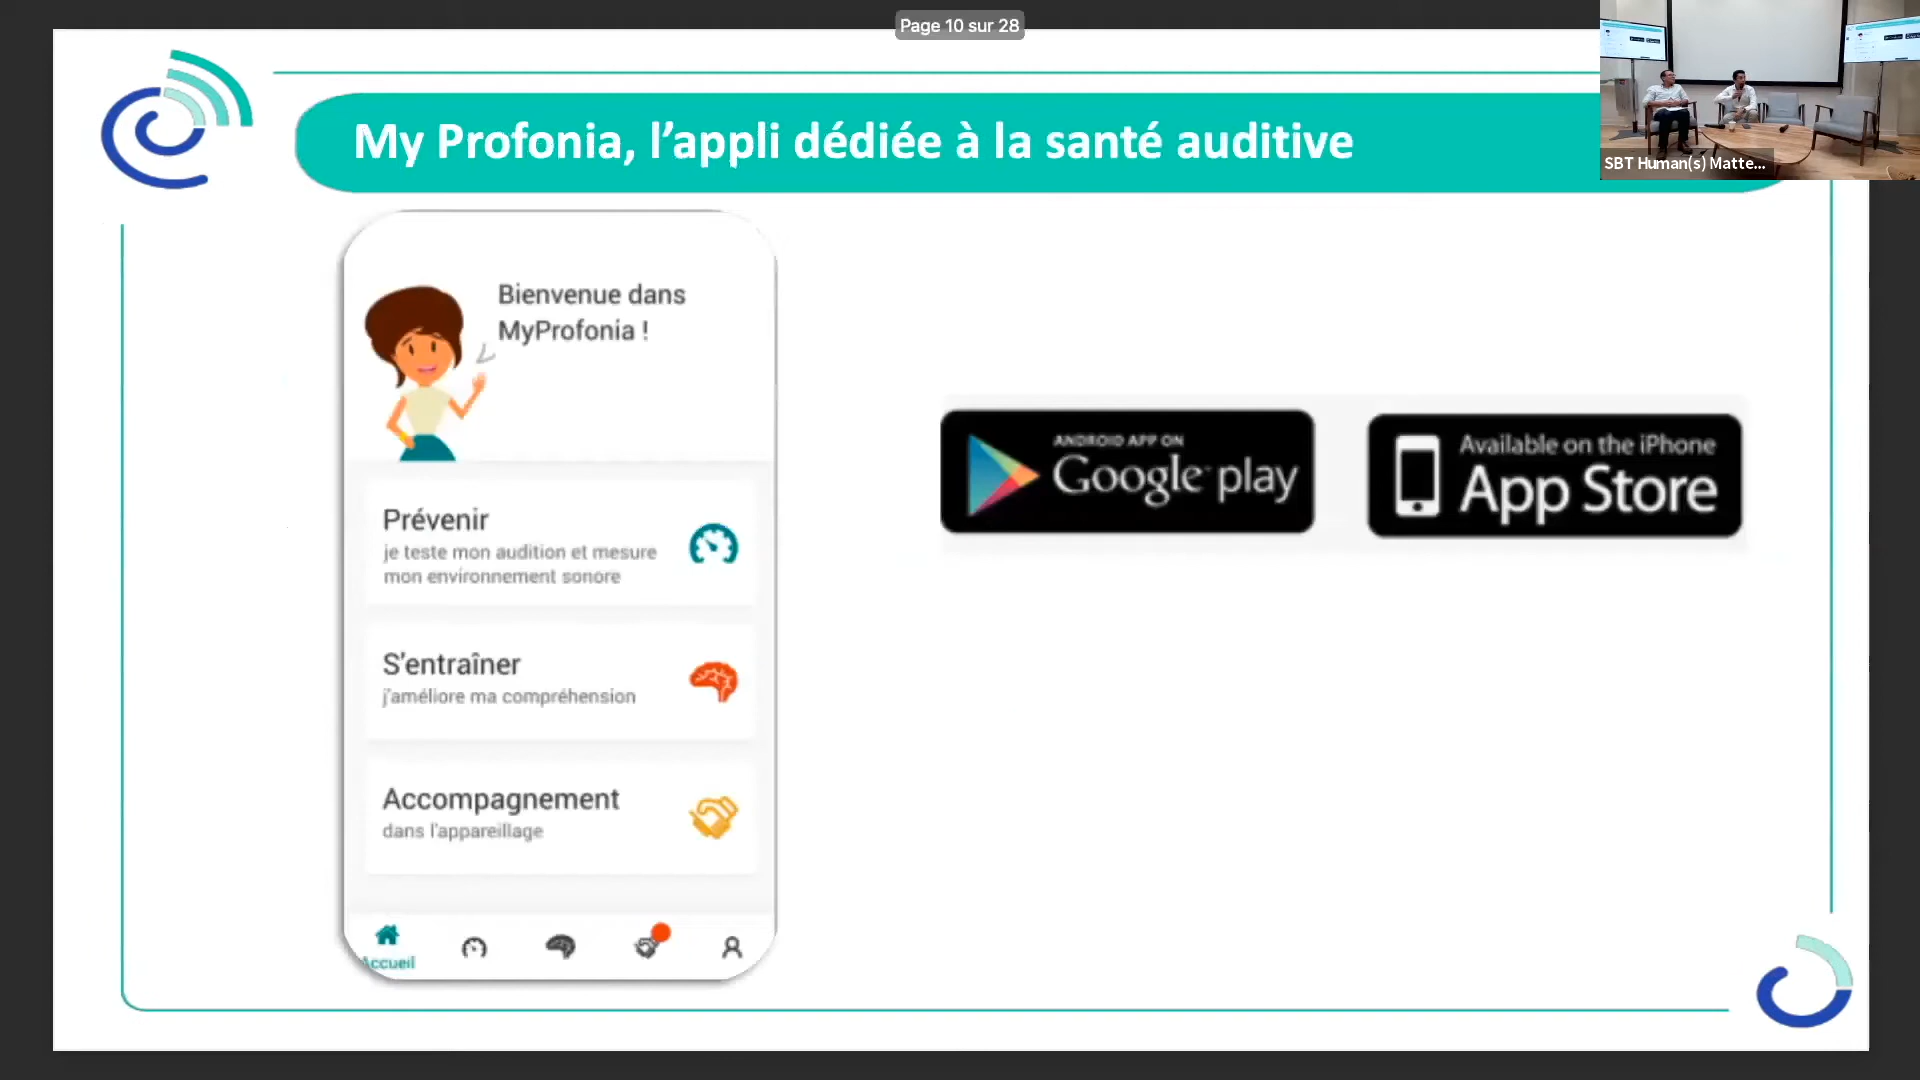 Page 10 sur 28
My Profonia, l’appli dédiée à la santé auditive
SBT Human(s) Matte...
Bienvenue dans
MyProfonia !
Prévenir
je teste mon audition et mesure
mon environnement sonore
S'entraîner
j'améliore ma compréhension
Accompagnement
dans l'appareillage
Accueil
ANDROID APP ON
Google play
Available on the iPhone
App Store